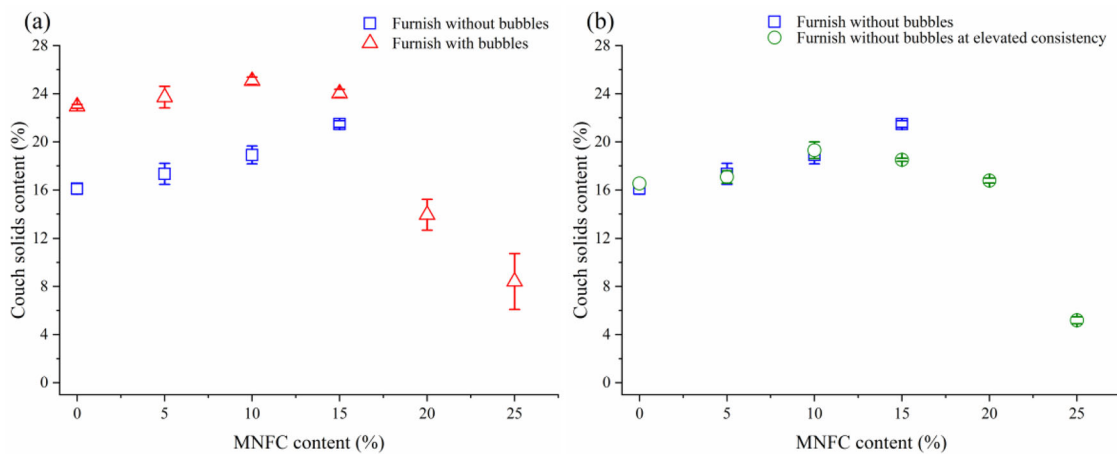 (a)
Furnish without bubbles
Furnish with bubbles
28
24
20
16
12
8
4
0
Couch solids content (%)
0 5 10 15 20 25
MNFC content (%)
(b)
Furnish without bubbles
Furnish without bubbles at elevated consistency
28
24
20
16
12
8
4
0
Couch solids content (%)
0 5 10 15 20 25
MNFC content (%)